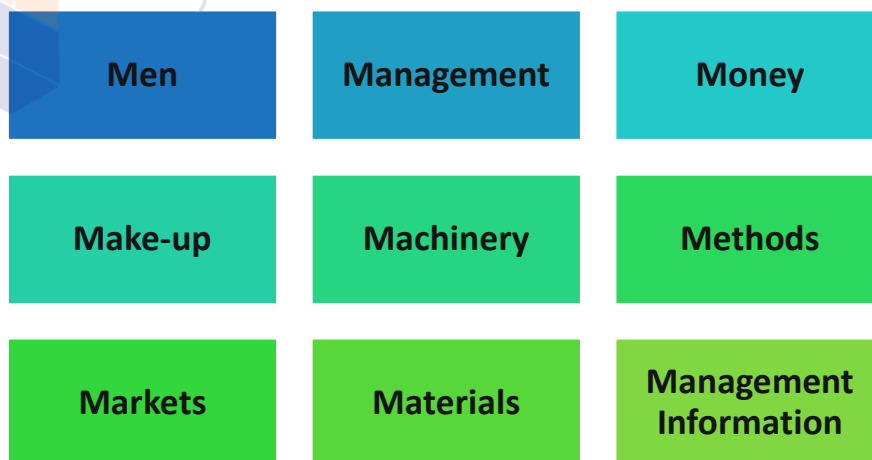 Men
Management
Money
Make-up
Machinery
Methods
Markets
Materials
Management
Information